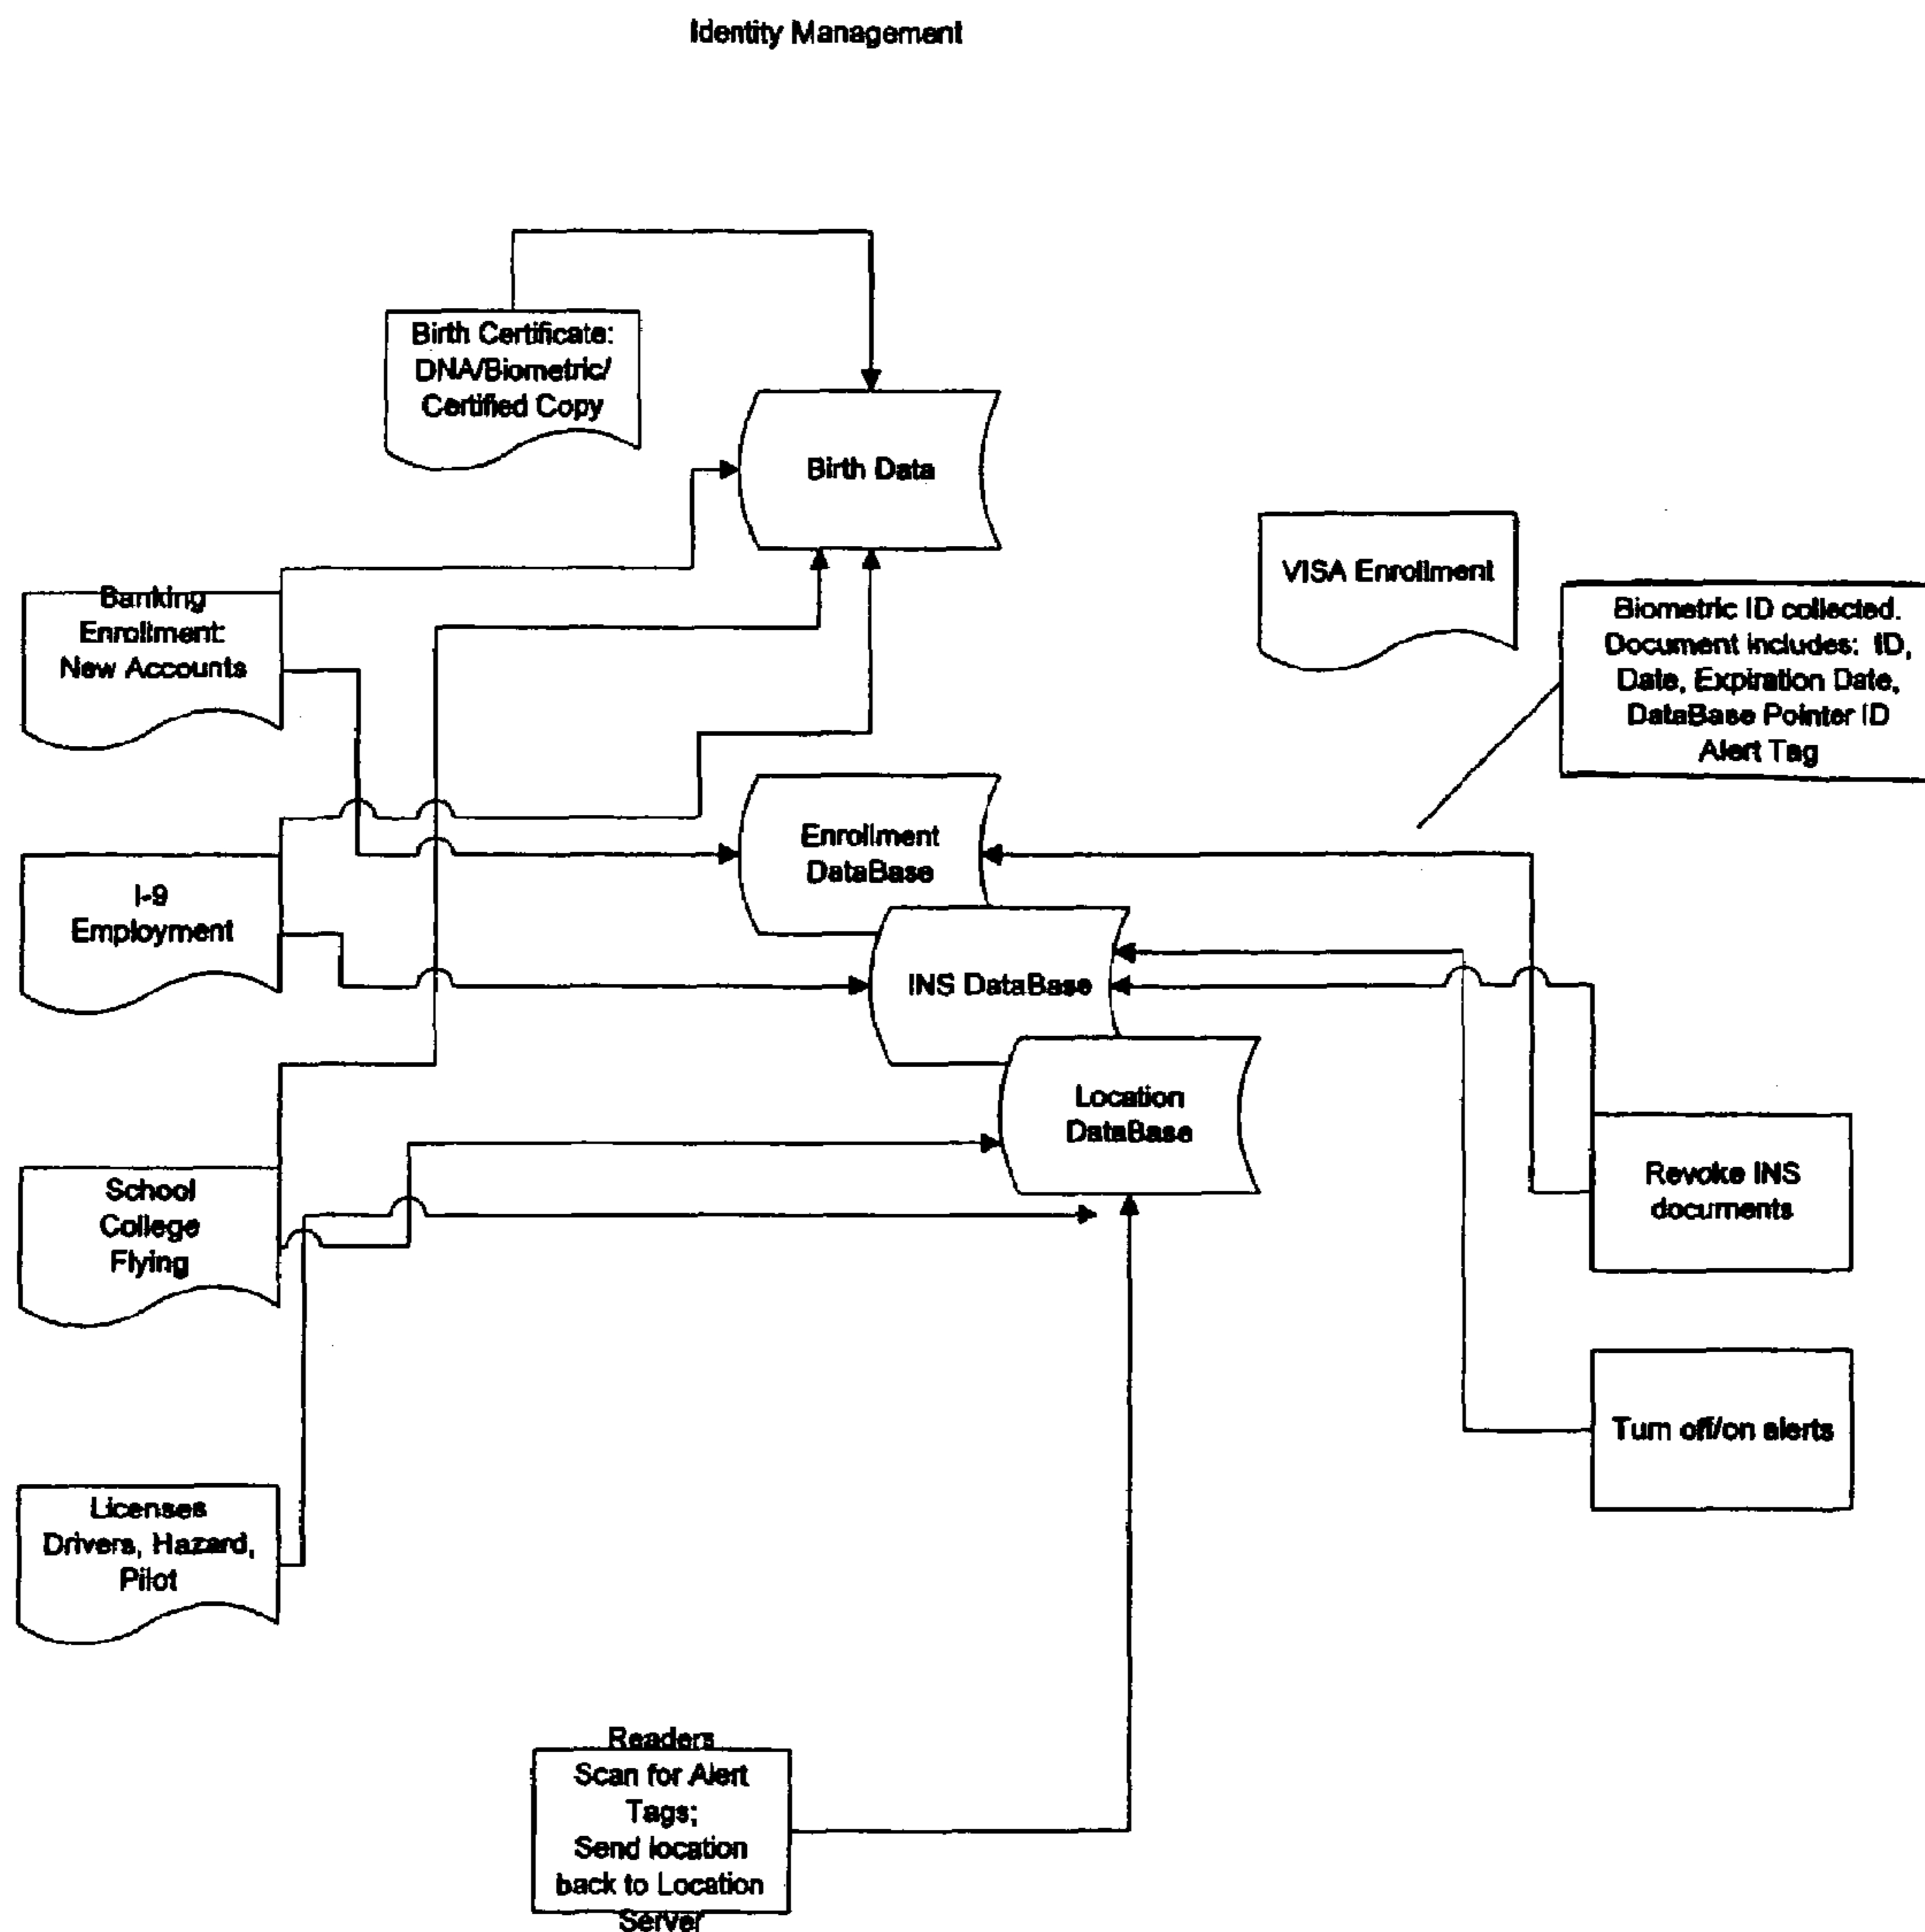 Identity Management
Birth Certificate:
DNA/Biometric/
Certified Copy
Birth Data
VISA Enrollment
Biometric ID collected.
Document includes: ID,
Date, Expiration Date,
DataBase Pointer ID
Alert Tag
Banking
Enrollment:
New Accounts
Enrollment
DataBase
I-9
Employment
INS DataBase
Location
DataBase
School
College
Flying
Revoke INS
documents
Turn off/on alerts
Licenses
Drivers, Hazard,
Pilot
Readers
Scan for Alert
Tags;
Send location
back to Location
Server